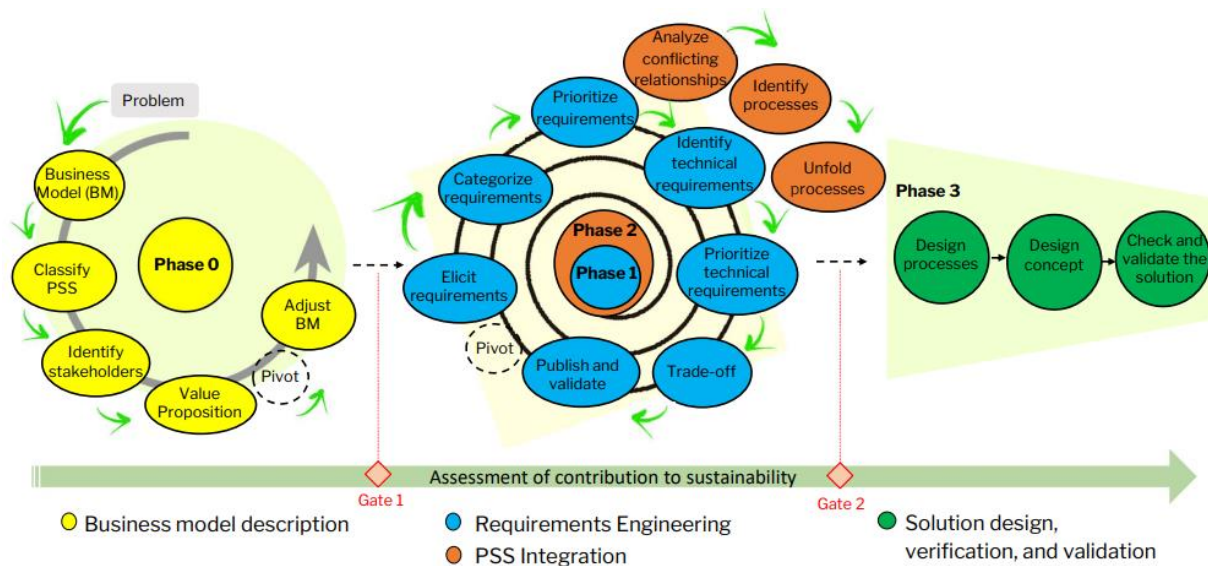 Problem
Business
Model (BM)
Classify
PSS
Identify
stakeholders
Value
Proposition
Pivot
Adjust
BM
Phase 0
Elicit
requirements
Categorize
requirements
Prioritize
requirements
Identify
technical
requirements
Prioritize
technical
requirements
Trade-off
Publish and
validate
Pivot
Phase 2
Phase 1
Analyze
conflicting
relationships
Identify
processes
Unfold
processes
Phase 3
Design
processes
Design
concept
Check and
validate the
solution
Assessment of contribution to sustainability
Gate 1
Gate 2
Business model description
Requirements Engineering
PSS Integration
Solution design,
verification, and validation